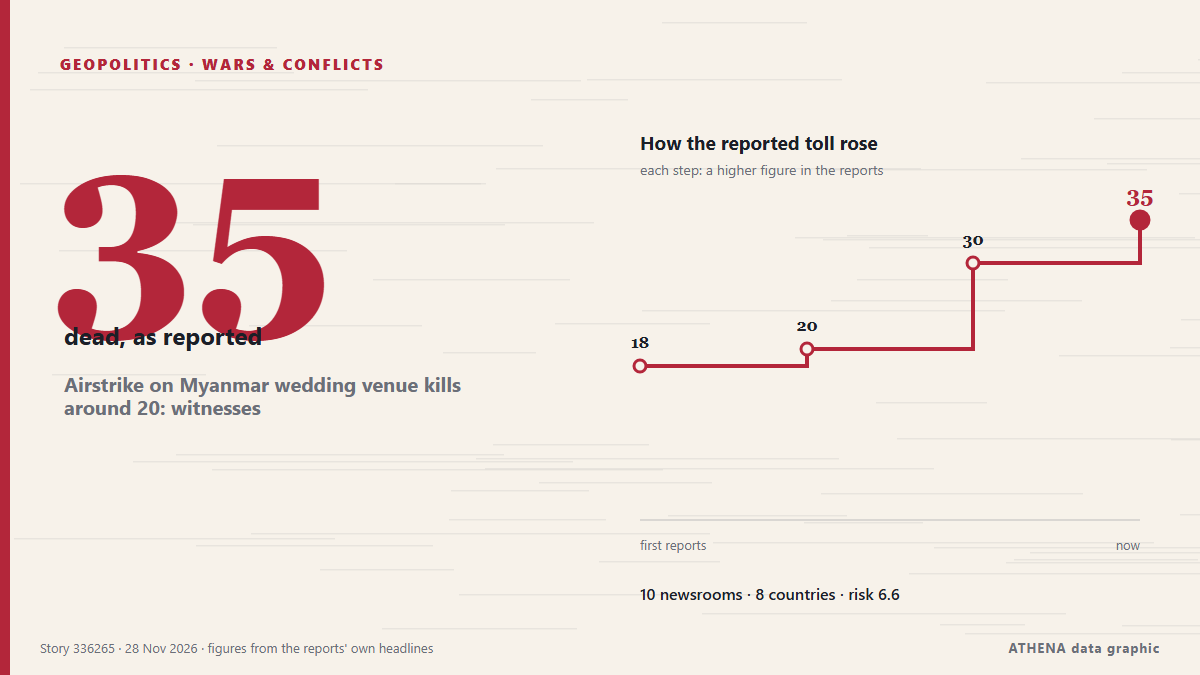 GEOPOLITICS · WARS & CONFLICTS
35
dead, as reported
Airstrike on Myanmar wedding venue kills
around 20: witnesses
How the reported toll rose
each step: a higher figure in the reports
18
20
30
35
first reports
now
10 newsrooms · 8 countries · risk 6.6
Story 336265 · 28 Nov 2026 · figures from the reports' own headlines
ATHENA data graphic